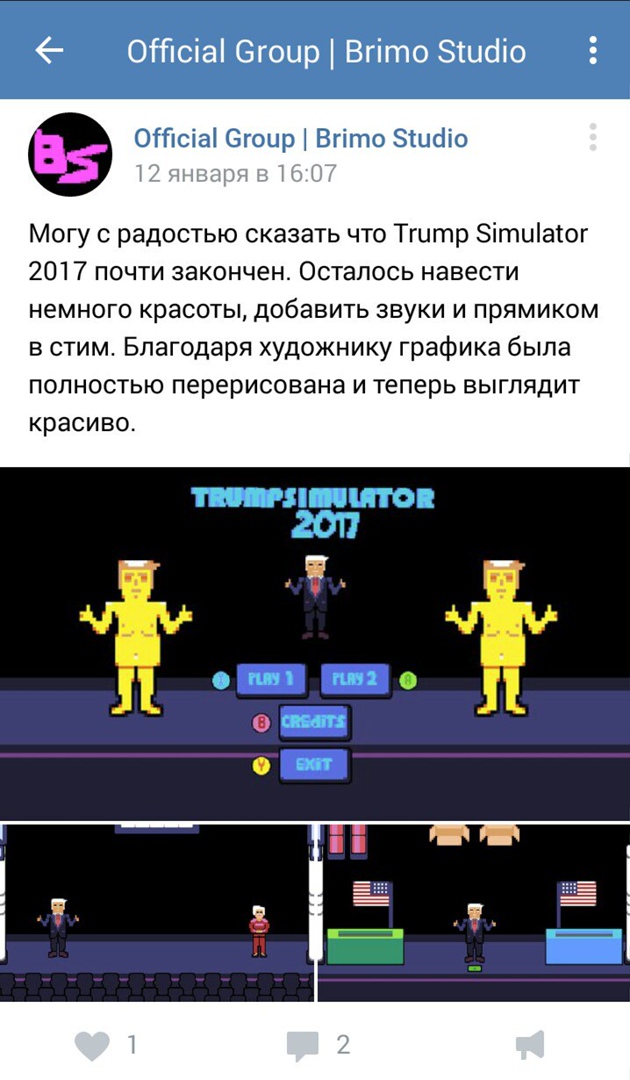 Official Group | Brimo Studio
BS
Official Group | Brimo Studio
12 января в 16:07
Могу с радостью сказать что Trump Simulator
2017 почти закончен. Осталось навести
немного красоты, добавить звуки и прямиком
в стим. Благодаря художнику графика была
полностью перерисована и теперь выглядит
красиво.
TRUMPSIMULATOR
2017
X PLAY 1 PLAY 2 A
B CREDITS
Y EXIT
1 2